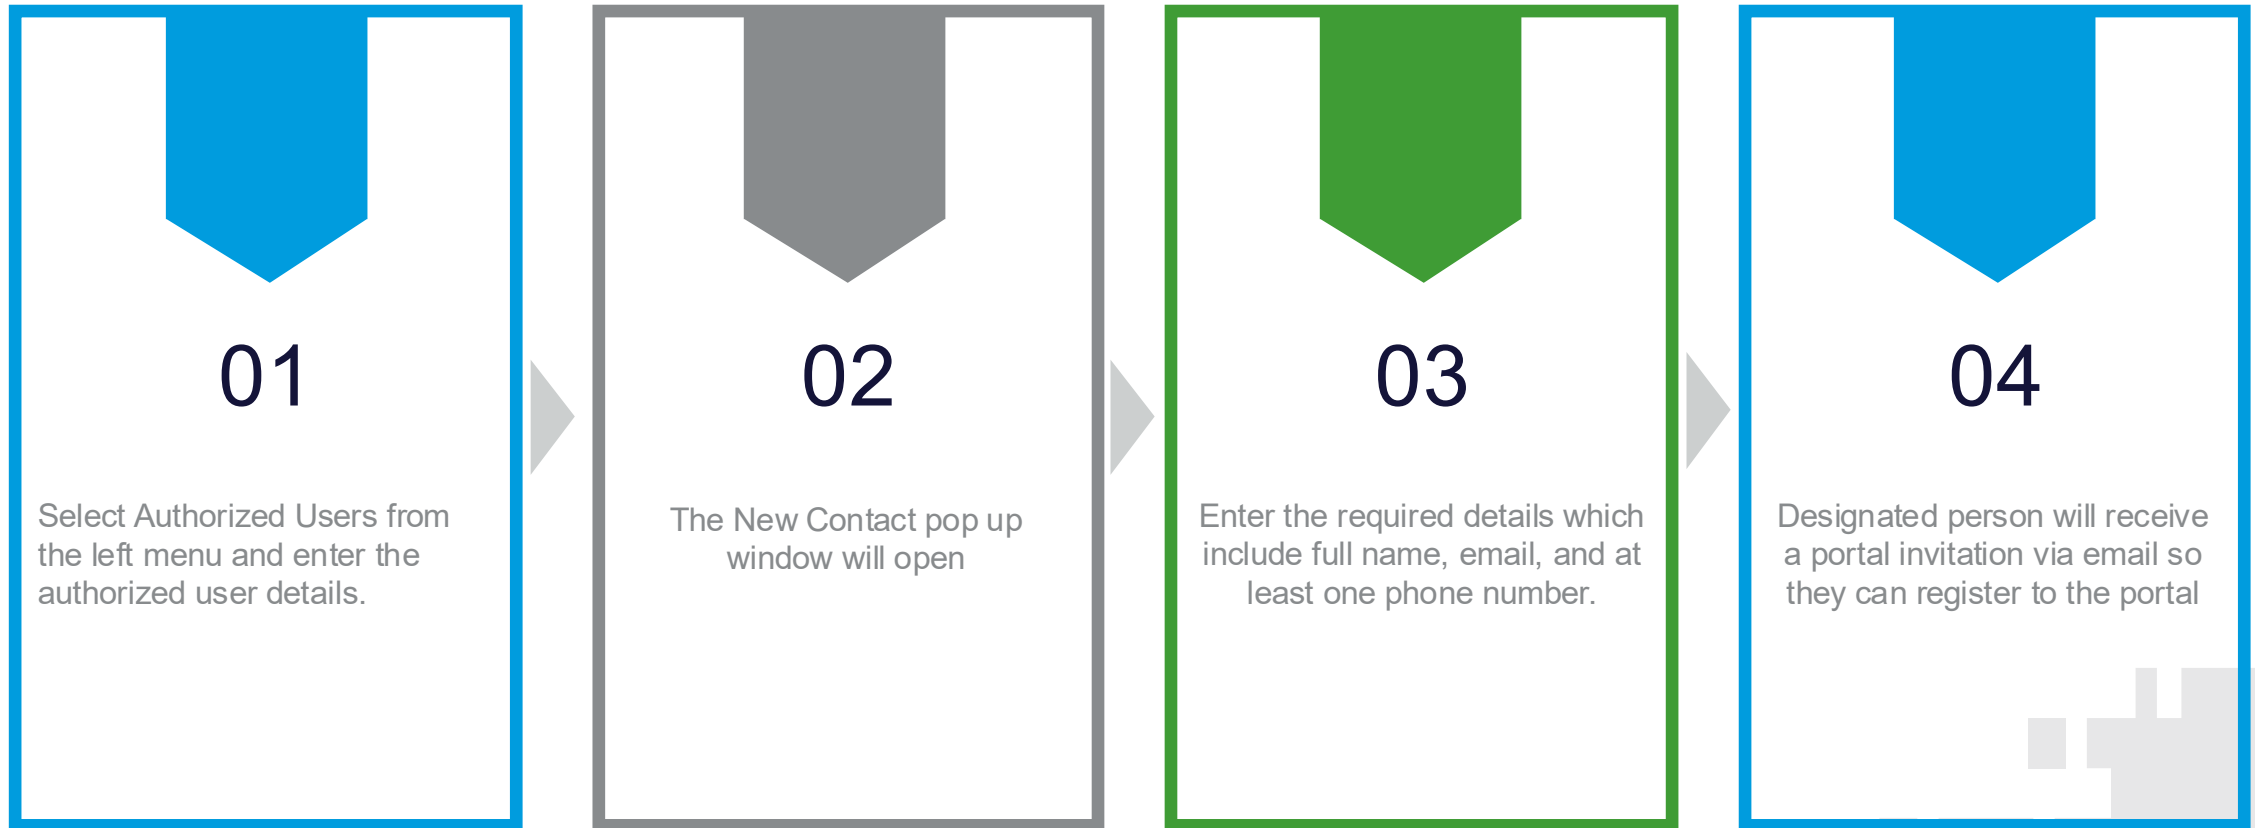 01
Select Authorized Users from
the left menu and enter the
authorized user details.
02
The New Contact pop up
window will open
03
Enter the required details which
include full name, email, and at
least one phone number.
04
Designated person will receive
a portal invitation via email so
they can register to the portal